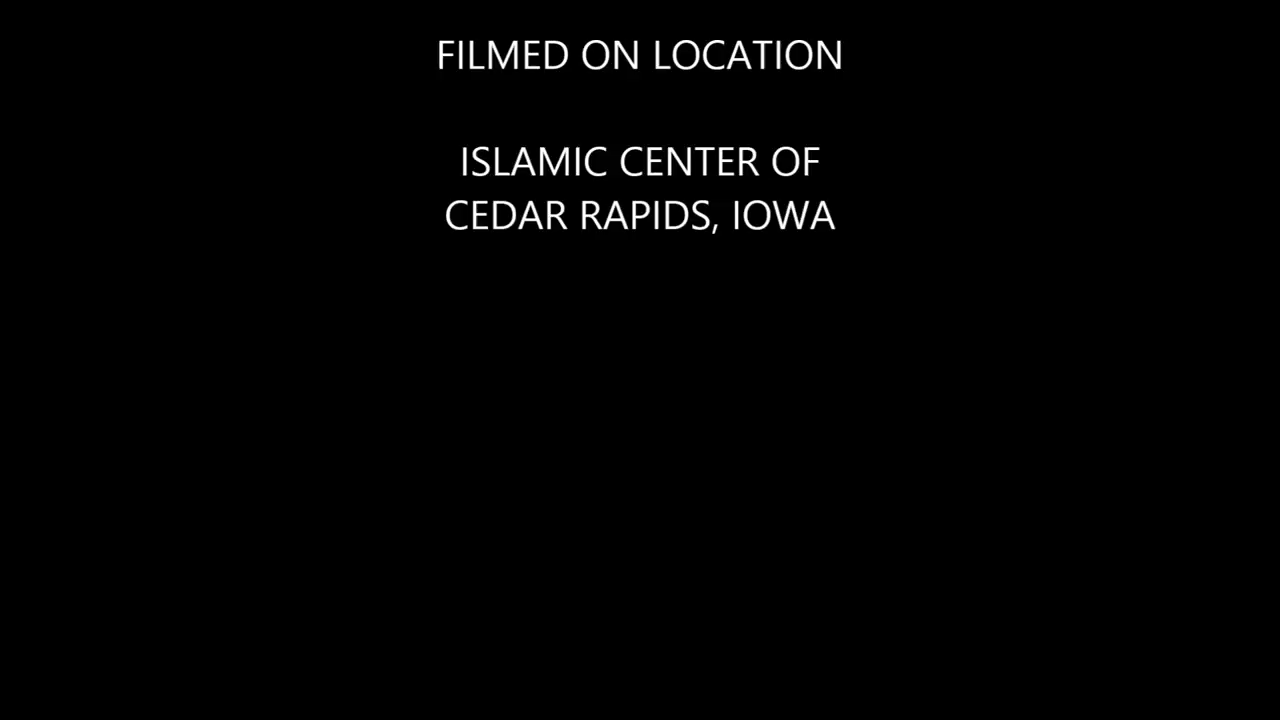 FILMED ON LOCATION
ISLAMIC CENTER OF
CEDAR RAPIDS, IOWA